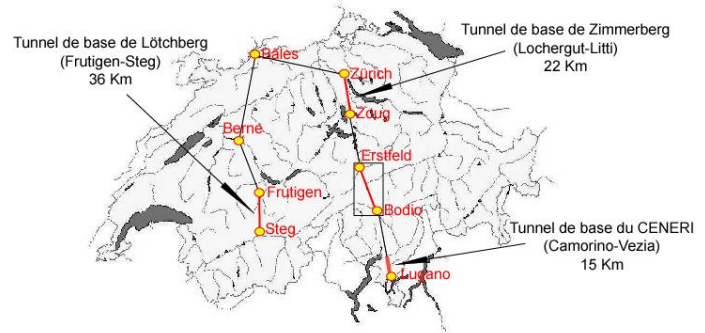 Tunnel de base de Lötchberg
(Frutigen-Steg)
36 Km
Tunnel de base de Zimmerberg
(Lochergut-Litti)
22 Km
Bâles
Zürich
Zoug
Berne
Erstfeld
Frutigen
Bodio
Steg
Tunnel de base du CENERI
(Camorino-Vezia)
15 Km
Lugano